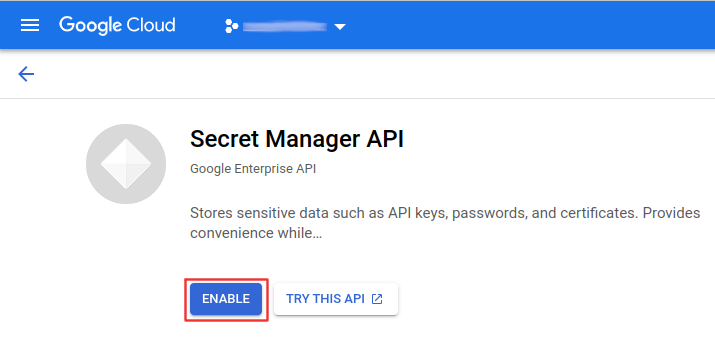 Google Cloud
Secret Manager API
Google Enterprise API
Stores sensitive data such as API keys, passwords, and certificates. Provides
convenience while…
ENABLE
TRY THIS API